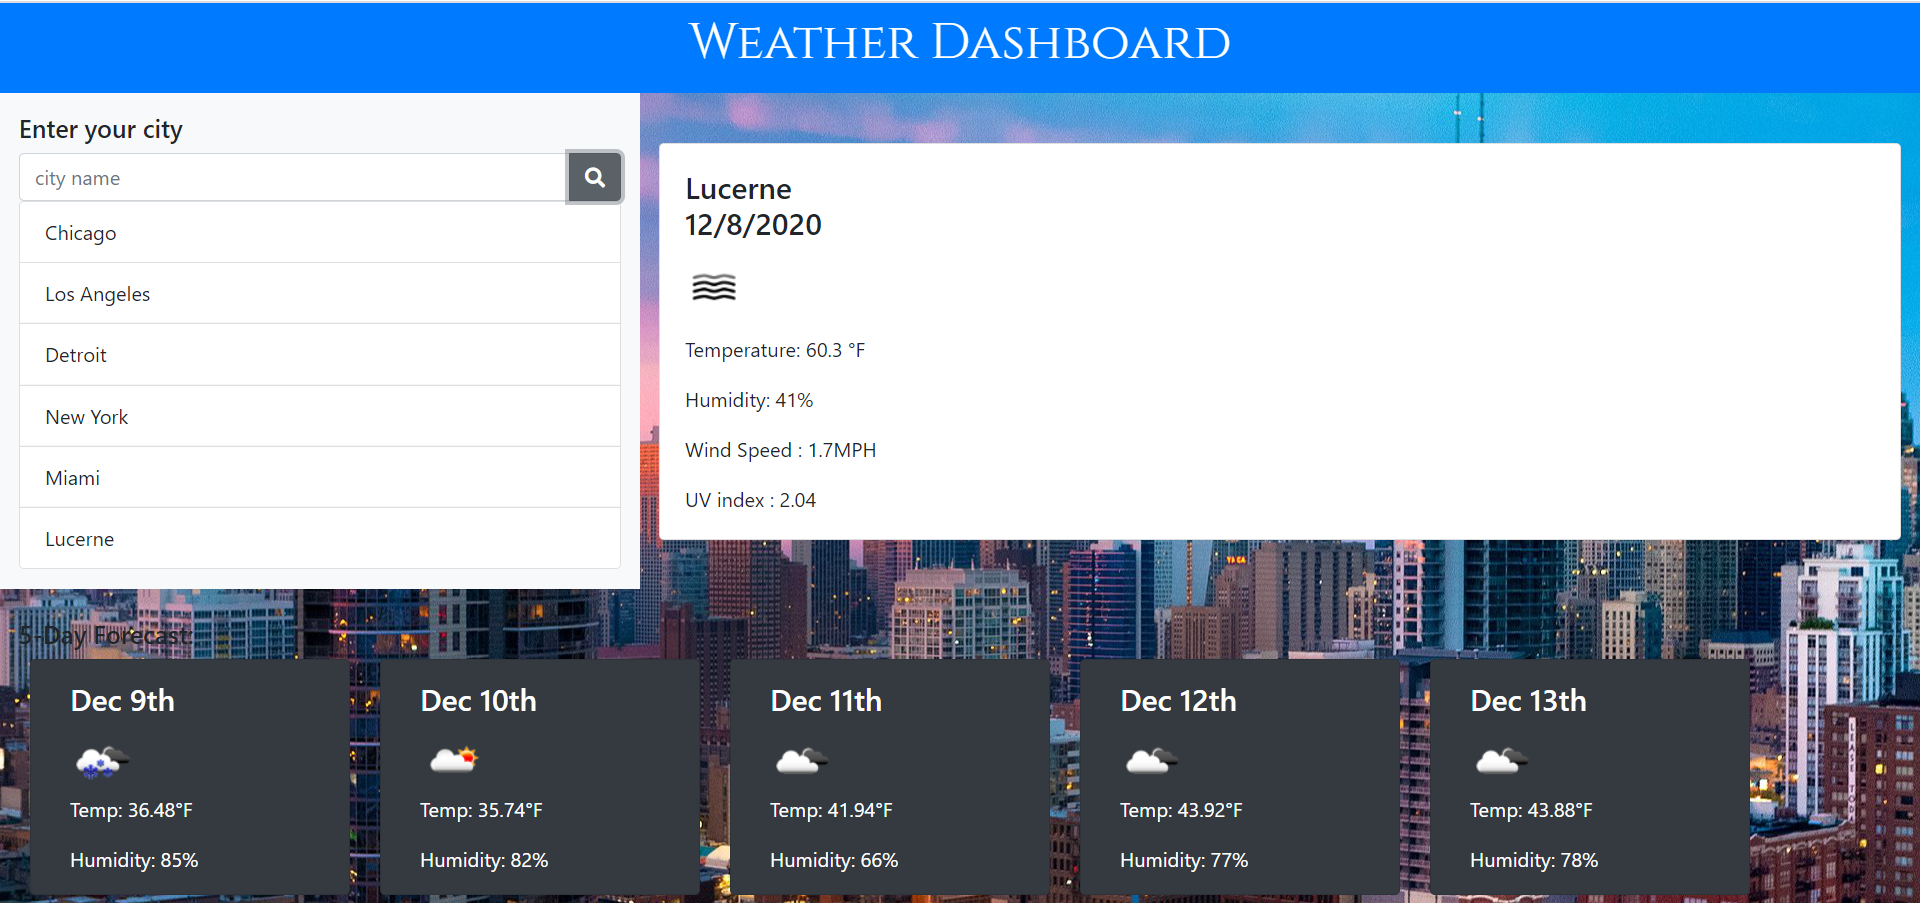 Weather Dashboard
Enter your city
city name
Chicago
Los Angeles
Detroit
New York
Miami
Lucerne
Lucerne
12/8/2020
Temperature: 60.3 °F
Humidity: 41%
Wind Speed : 1.7MPH
UV index : 2.04
5-Day Forecast:
Dec 9th
Temp: 36.48°F
Humidity: 85%
Dec 10th
Temp: 35.74°F
Humidity: 82%
Dec 11th
Temp: 41.94°F
Humidity: 66%
Dec 12th
Temp: 43.92°F
Humidity: 77%
Dec 13th
Temp: 43.88°F
Humidity: 78%